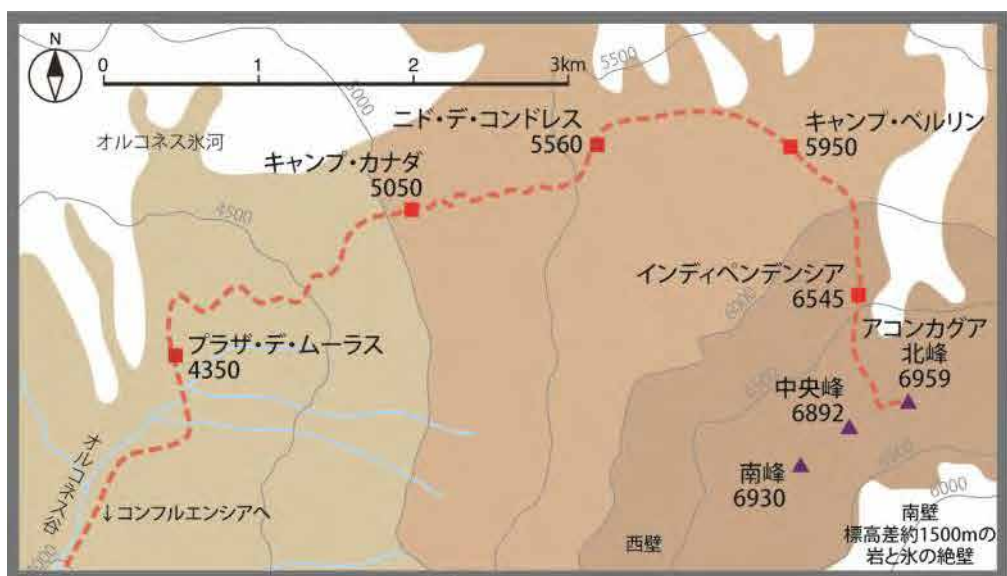 N
0 1 2 3km
5500
5000
オルコネス氷河
ニド・デ・コンドレス
5560
キャンプ・ベルリン
5950
キャンプ・カナダ
5050
4500
インディペンデンシア
6545
6000
アコンカグア
北峰
6959
プラザ・デ・ムーラス
4350
中央峰
6892
南峰
6930
オルコネス谷
↓コンフルエンシアへ
西壁
6000
南壁
標高差約1500mの
岩と氷の絶壁